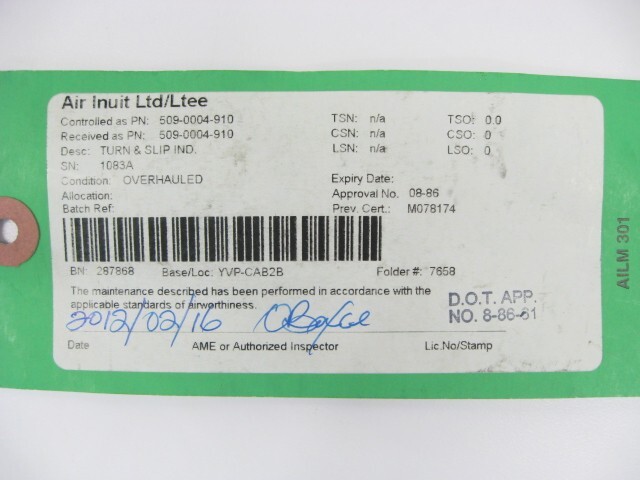 Air Inuit Ltd/Ltee
Controlled as PN: 509-0004-910 TSN: n/a TSO: 0.0
Received as PN: 509-0004-910 CSN: n/a CSO: 0
Desc: TURN & SLIP IND. LSN: n/a LSO: 0
SN: 1083A
Condition: OVERHAULED Expiry Date:
Allocation: Approval No. 08-86
Batch Ref: Prev. Cert.: M078174
BN: 287868 Base/Loc: YVP-CAB2B Folder #: 7658
The maintenance described has been performed in accordance with the
applicable standards of airworthiness.
D.O.T. APP.
NO. 8-86-61
2012/02/16
Date AME or Authorized Inspector Lic.No/Stamp
AILM 301